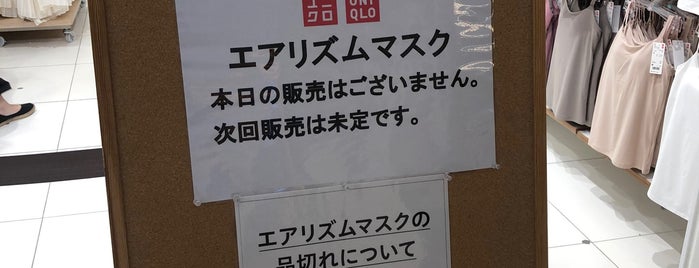 ユニ
クロ
UNI
QLO
エアリズムマスク
本日の販売はございません。
次回販売は未定です。
エアリズムマスクの
品切れについて